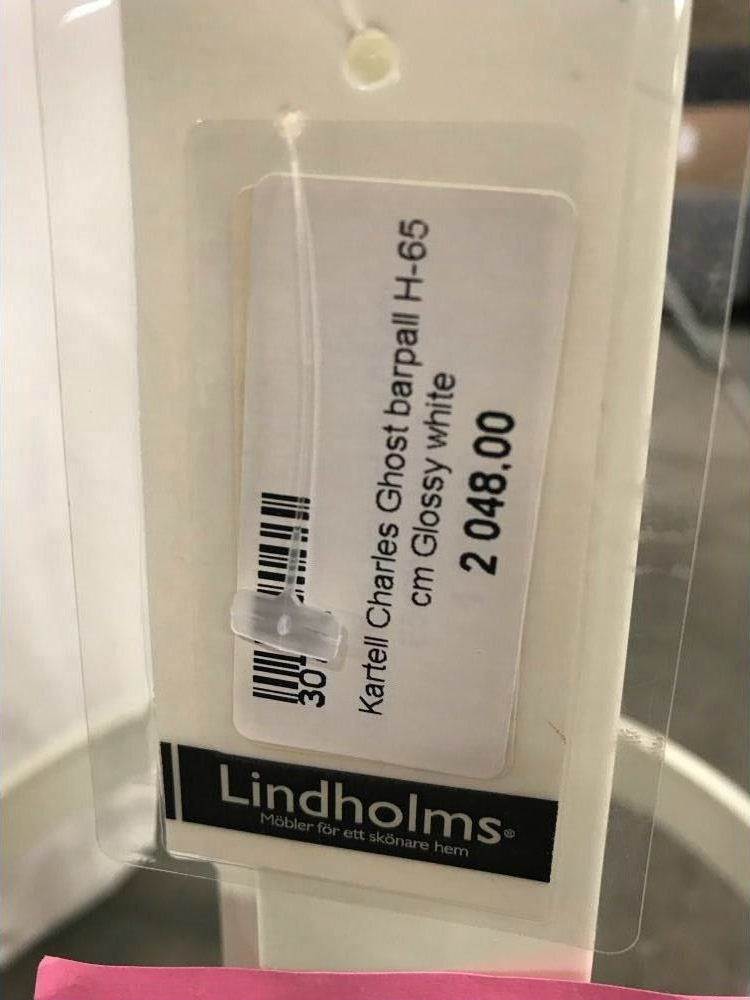 30
Kartell Charles Ghost barpall H-65
cm Glossy white
2 048,00
Lindholms®
Möbler för ett skönare hem